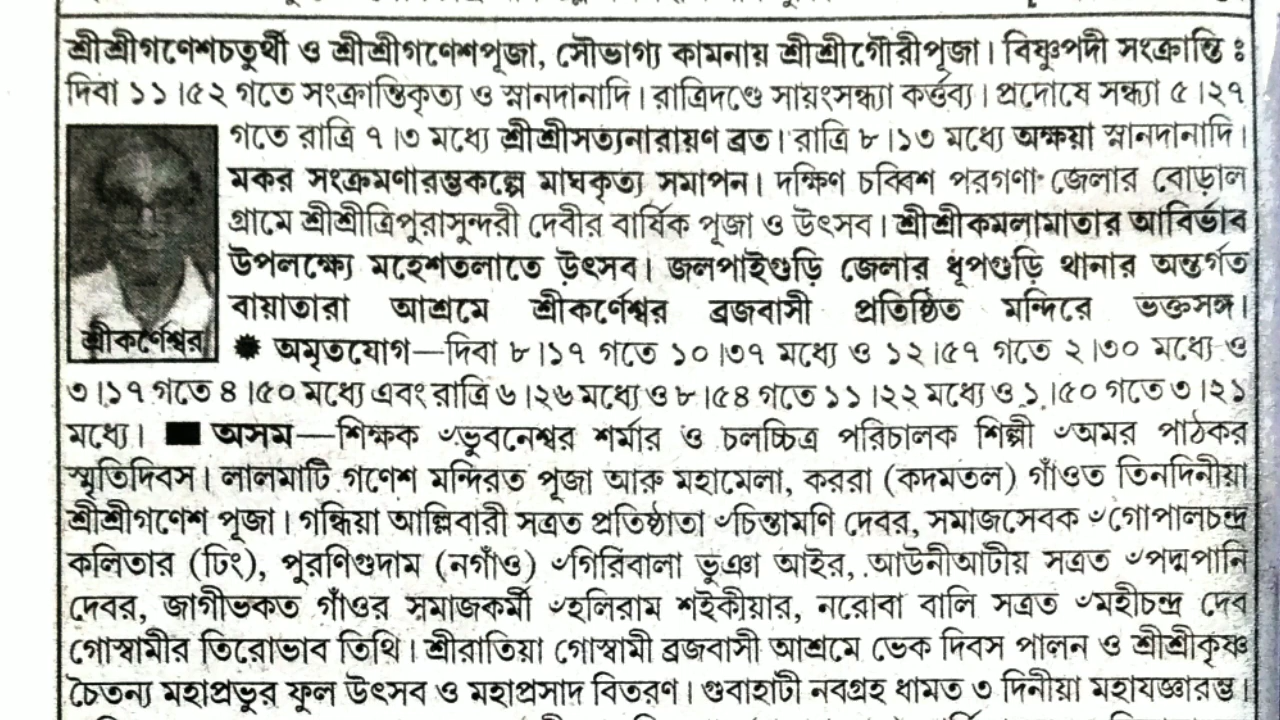 শ্রীশ্রীগণেশচতুর্থী ও শ্রীশ্রীগণেশপূজা, সৌভাগ্য কামনায় শ্রীশ্রীগৌরীপূজা। বিষ্ণুপদী সংক্রান্তি ঃ
দিবা ১১।৫২ গতে সংক্রান্তিকৃত্য ও স্নানদানাদি। রাত্রিদণ্ডে সায়ংসন্ধ্যা কর্ত্তব্য। প্রদোষে সন্ধ্যা ৫।২৭
গতে রাত্রি ৭।৩ মধ্যে শ্রীশ্রীসত্যনারায়ণ ব্রত। রাত্রি ৮।১৩ মধ্যে অক্ষয়া স্নানদানাদি।
মকর সংক্রমণারম্ভকল্পে মাঘকৃত্য সমাপন। দক্ষিণ চব্বিশ পরগণা জেলার বোড়াল
গ্রামে শ্রীশ্রীত্রিপুরাসুন্দরী দেবীর বার্ষিক পূজা ও উৎসব। শ্রীশ্রীকমলামাতার আবির্ভাব
উপলক্ষ্যে মহেশতলাতে উৎসব। জলপাইগুড়ি জেলার ধূপগুড়ি থানার অন্তর্গত
বায়াতারা আশ্রমে শ্রীকর্ণেশ্বর ব্রজবাসী প্রতিষ্ঠিত মন্দিরে ভক্তসঙ্গ।
শ্রীকর্ণেশ্বর
✸ অমৃতযোগ—দিবা ৮।১৭ গতে ১০।৩৭ মধ্যে ও ১২।৫৭ গতে ২।৩০ মধ্যে ও
৩।১৭ গতে ৪।৫০ মধ্যে এবং রাত্রি ৬।২৬ মধ্যে ও ৮।৫৪ গতে ১১।২২ মধ্যে ও ১।৫০ গতে ৩।২১
মধ্যে। ■ অসম—শিক্ষক ৺ভুবনেশ্বর শর্মার ও চলচ্চিত্র পরিচালক শিল্পী ৺অমর পাঠকর
স্মৃতিদিবস। লালমাটি গণেশ মন্দিরত পূজা আরু মহামেলা, কররা (কদমতল) গাঁওত তিনদিনীয়া
শ্রীশ্রীগণেশ পূজা। গন্ধিয়া আল্লিবারী সত্রত প্রতিষ্ঠাতা ৺চিন্তামণি দেবর, সমাজসেবক ৺গোপালচন্দ্র
কলিতার (টিং), পুরণিগুদাম (নগাঁও) ৺গিরিবালা ভুঞা আইর, আউনীআটীয় সত্রত ৺পদ্মপানি
দেবর, জাগীভকত গাঁওর সমাজকর্মী ৺হলিরাম শইকীয়ার, নরোবা বালি সত্রত ৺মহীচন্দ্র দেব
গোস্বামীর তিরোভাব তিথি। শ্রীরাতিয়া গোস্বামী ব্রজবাসী আশ্রমে ভেক দিবস পালন ও শ্রীশ্রীকৃষ্ণ
চৈতন্য মহাপ্রভুর ফুল উৎসব ও মহাপ্রসাদ বিতরণ। গুবাহাটী নবগ্রহ ধামত ৩ দিনীয়া মহাযজ্ঞারম্ভ।